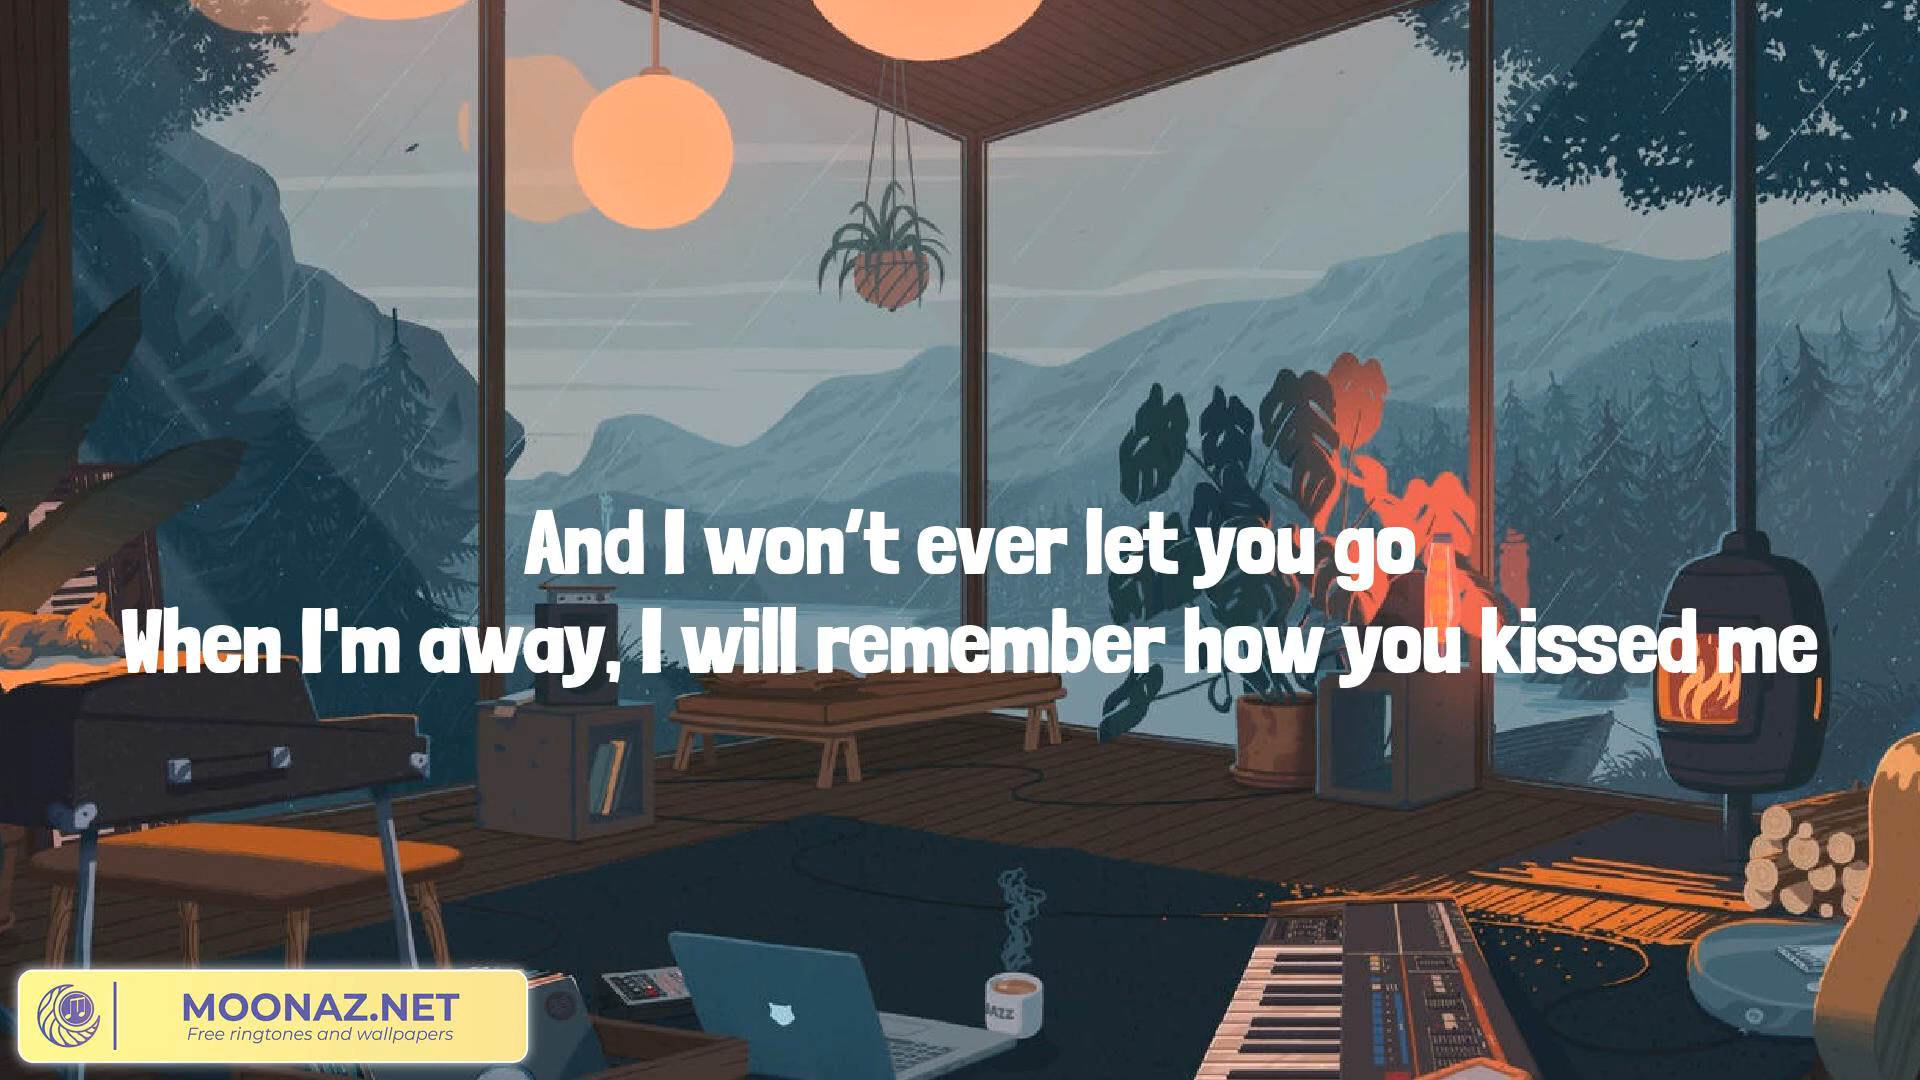 And I won't ever let you go
When I'm away, I will remember how you kissed me
JAZZ
MOONAZ.NET
Free ringtones and wallpapers